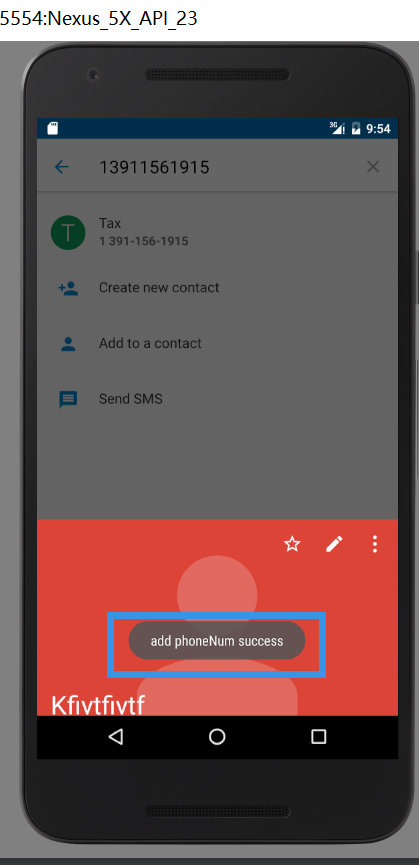 5554:Nexus_5X_API_23
3G 9:54
13911561915
T
Tax
1 391-156-1915
Create new contact
Add to a contact
Send SMS
add phoneNum success
Kfivtfivtf